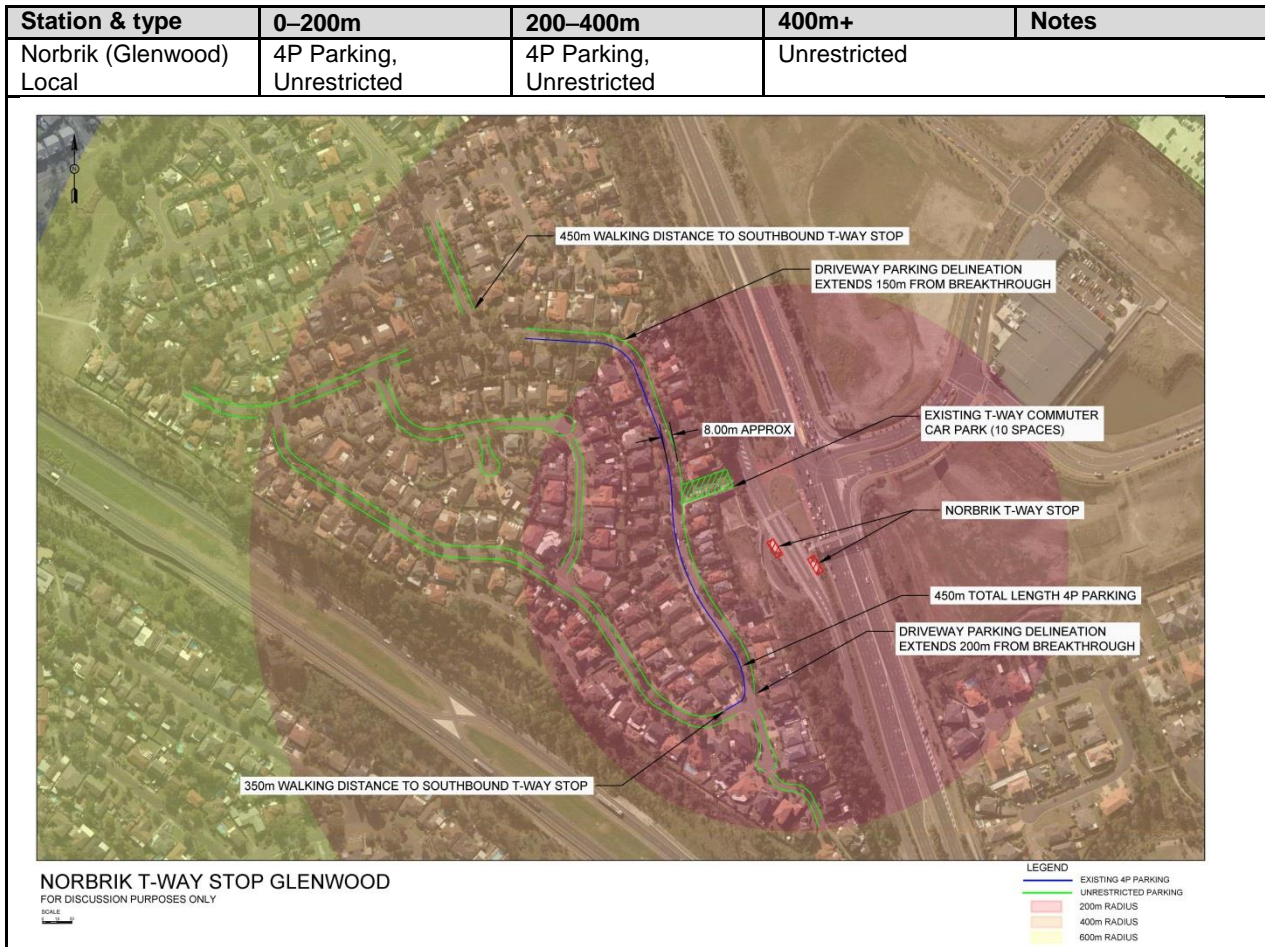 Station & type 0–200m 200–400m 400m+ Notes
Norbrik (Glenwood) 4P Parking, 4P Parking, Unrestricted
Local Unrestricted Unrestricted
450m WALKING DISTANCE TO SOUTHBOUND T-WAY STOP
DRIVEWAY PARKING DELINEATION
EXTENDS 150m FROM BREAKTHROUGH
EXISTING T-WAY COMMUTER
CAR PARK (10 SPACES)
8.00m APPROX
NORBRIK T-WAY STOP
450m TOTAL LENGTH 4P PARKING
DRIVEWAY PARKING DELINEATION
EXTENDS 200m FROM BREAKTHROUGH
350m WALKING DISTANCE TO SOUTHBOUND T-WAY STOP
NORBRIK T-WAY STOP GLENWOOD
FOR DISCUSSION PURPOSES ONLY
SCALE
LEGEND
EXISTING 4P PARKING
UNRESTRICTED PARKING
200m RADIUS
400m RADIUS
600m RADIUS